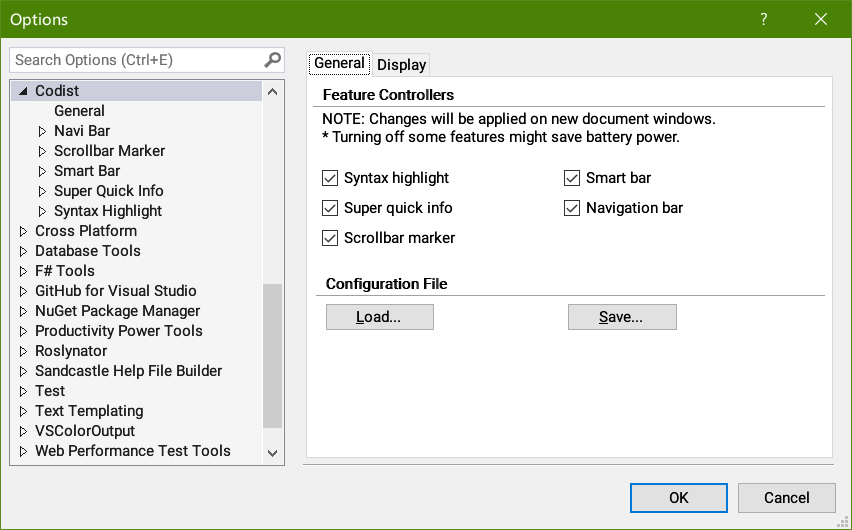 Options
?
Search Options (Ctrl+E)
Codist
General
Navi Bar
Scrollbar Marker
Smart Bar
Super Quick Info
Syntax Highlight
Cross Platform
Database Tools
F# Tools
GitHub for Visual Studio
NuGet Package Manager
Productivity Power Tools
Roslynator
Sandcastle Help File Builder
Test
Text Templating
VSColorOutput
Web Performance Test Tools
General Display
Feature Controllers
NOTE: Changes will be applied on new document windows.
* Turning off some features might save battery power.
Syntax highlight Smart bar
Super quick info Navigation bar
Scrollbar marker
Configuration File
Load... Save...
OK Cancel